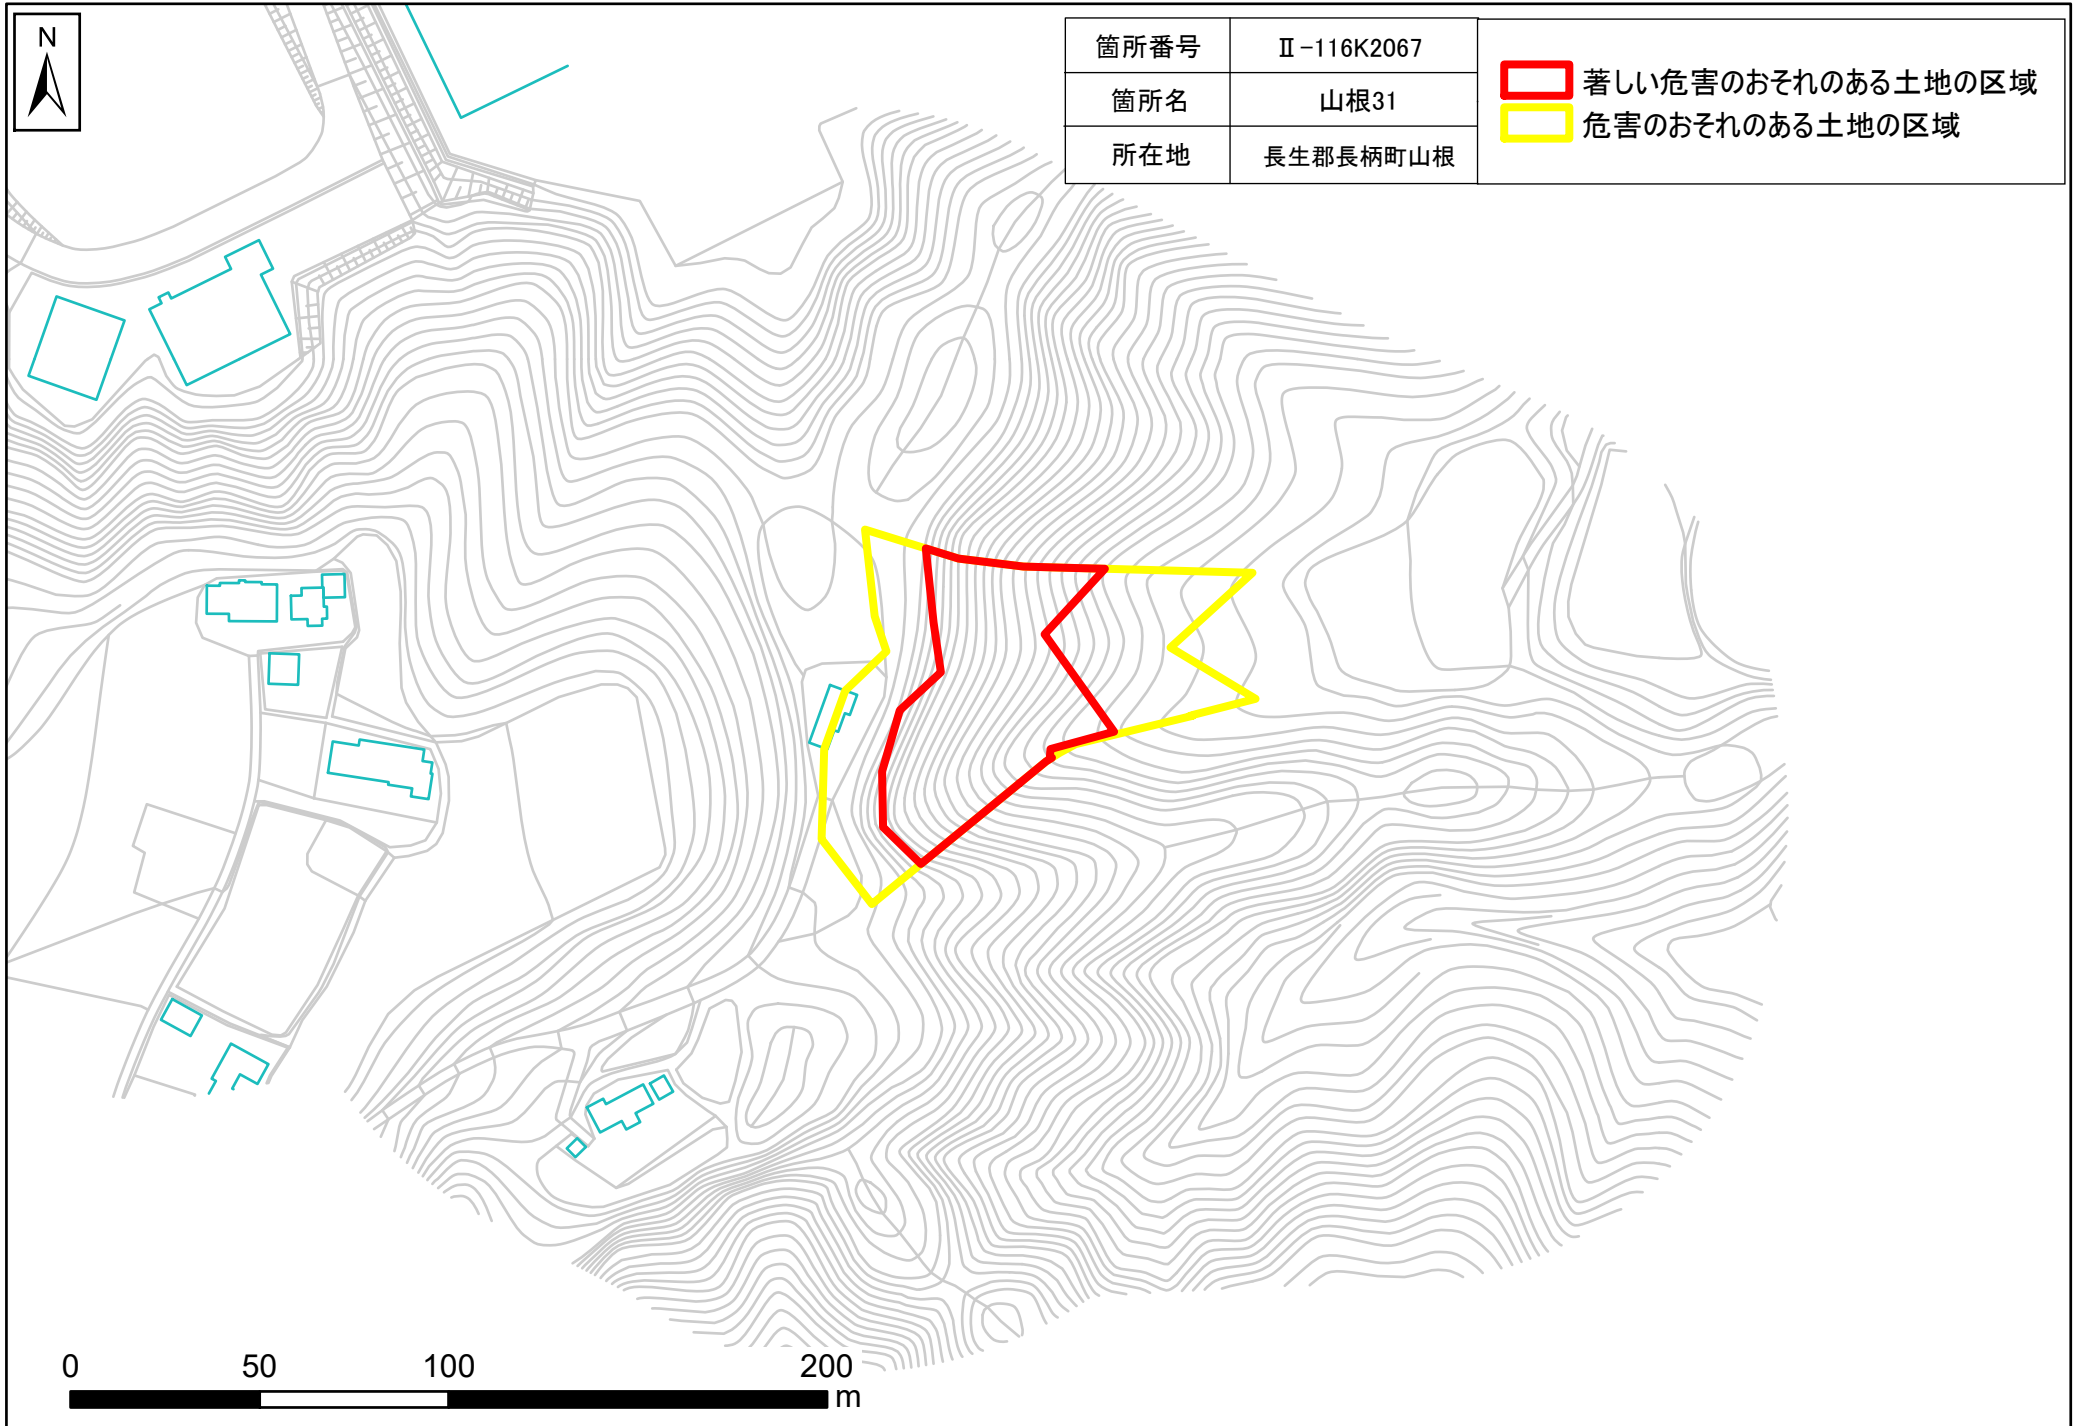 N
箇所番号 Ⅱ-116K2067
箇所名 山根31
所在地 長生郡長柄町山根
著しい危害のおそれのある土地の区域
危害のおそれのある土地の区域
0 50 100 200
m